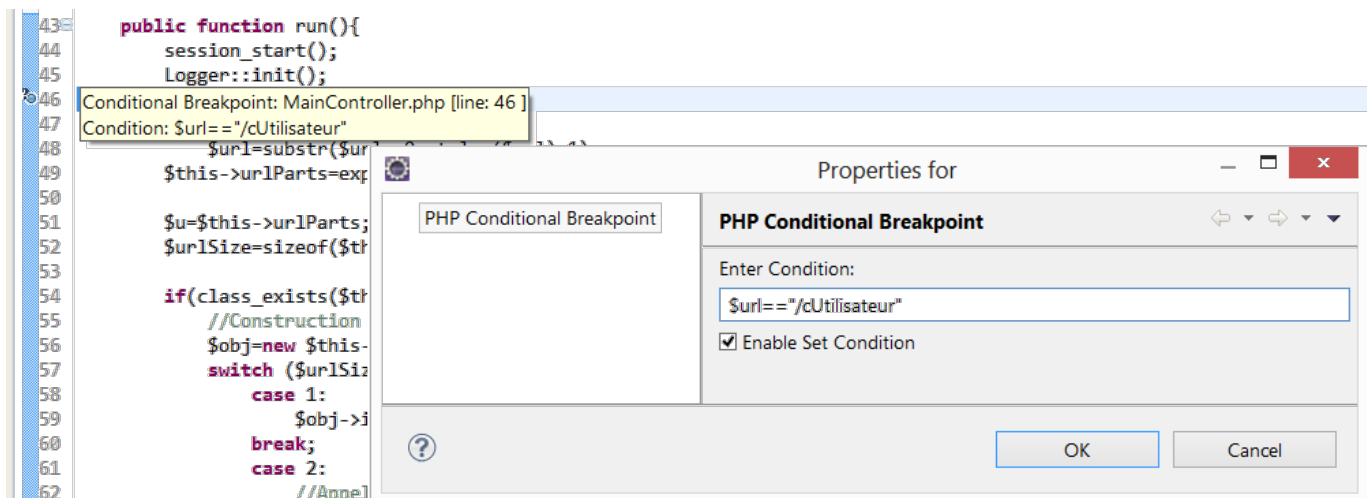 43 public function run(){
44 session_start();
45 Logger::init();
46
Conditional Breakpoint: MainController.php [line: 46 ]
47
Condition: $url=="/cUtilisateur"
48 $url=substr($ur
49 $this->urlParts=exp
50
51 $u=$this->urlParts;
52 $urlSize=sizeof($th
53
54 if(class_exists($th
55 //Construction
56 $obj=new $this-
57 switch ($urlSiz
58 case 1:
59 $obj->i
60 break;
61 case 2:
62 //Appel
Properties for
PHP Conditional Breakpoint
PHP Conditional Breakpoint
Enter Condition:
$url=="/cUtilisateur"
Enable Set Condition
OK Cancel